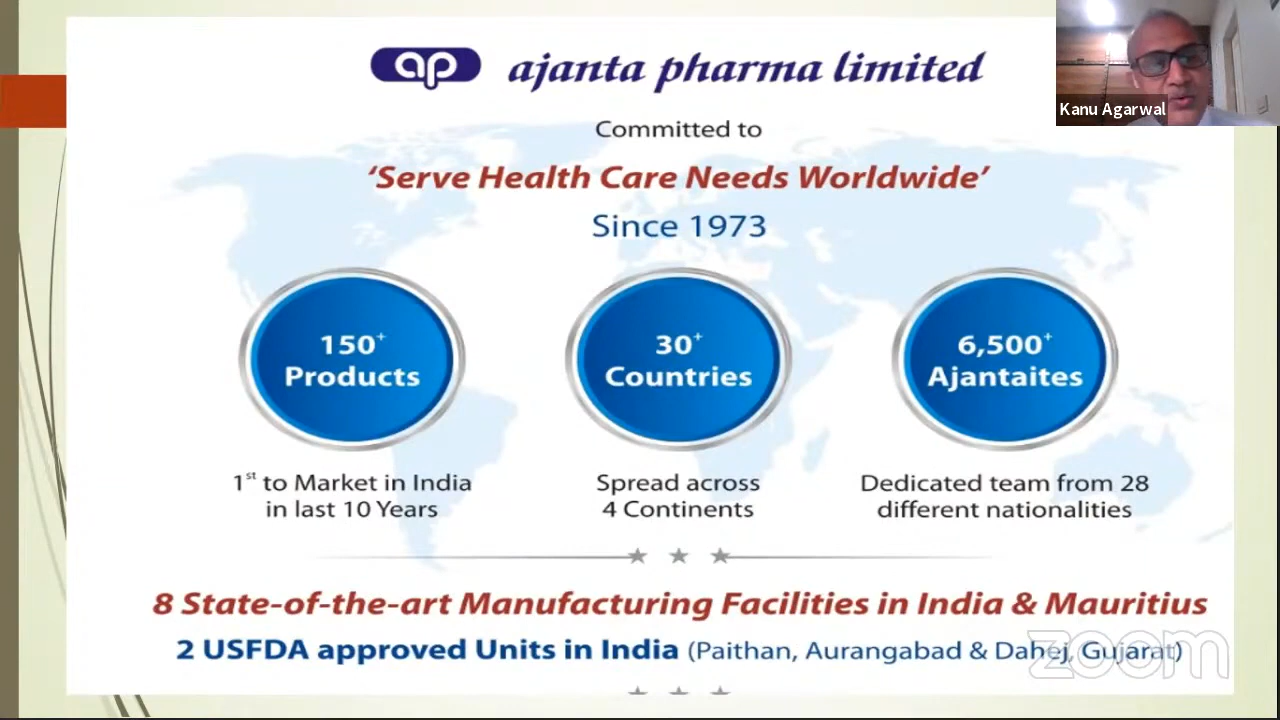 ap ajanta pharma limited
Kanu Agarwal
Committed to
‘Serve Health Care Needs Worldwide’
Since 1973
150+
Products
30+
Countries
6,500+
Ajantaites
1st to Market in India
in last 10 Years
Spread across
4 Continents
Dedicated team from 28
different nationalities
8 State-of-the-art Manufacturing Facilities in India & Mauritius
2 USFDA approved Units in India (Paithan, Aurangabad & Dahej, Gujarat)
zoom